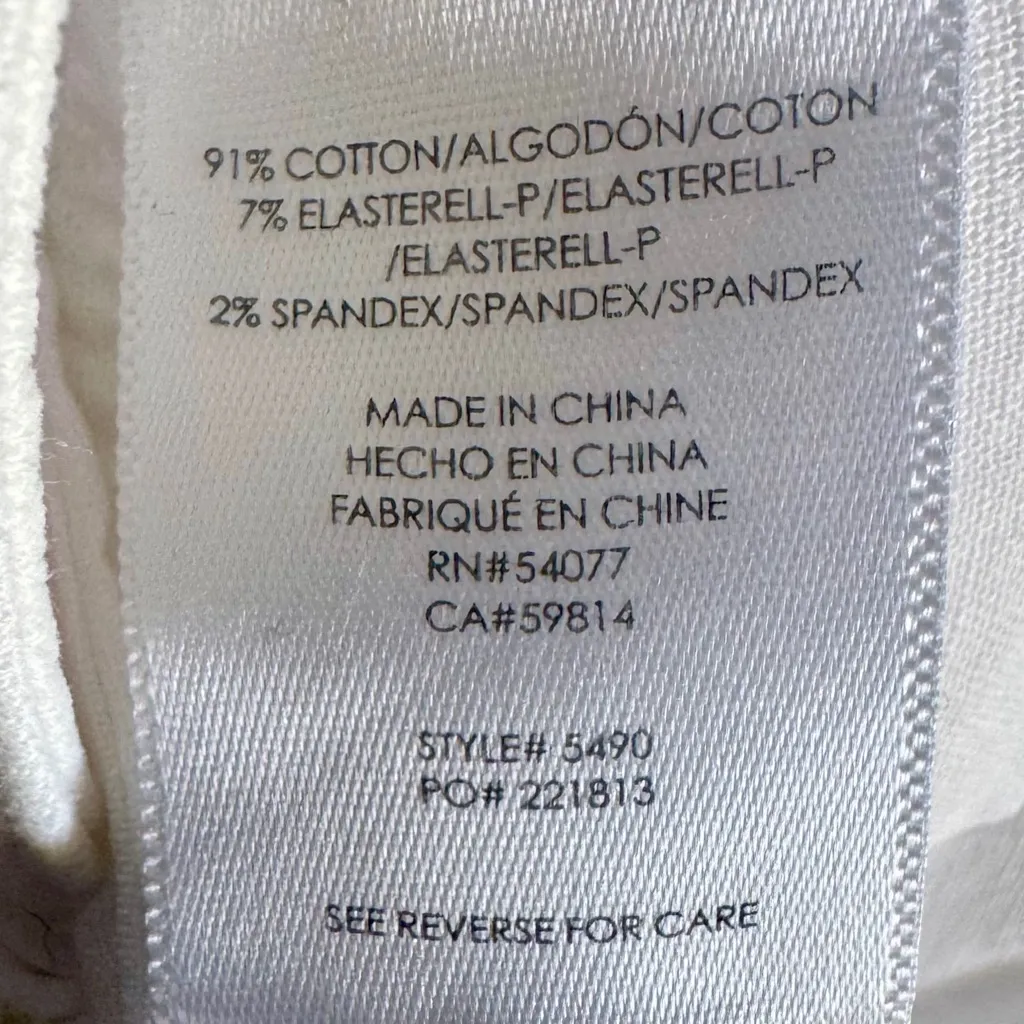 91% COTTON/ALGODÓN/COTON
7% ELASTERELL-P/ELASTERELL-P
/ELASTERELL-P
2% SPANDEX/SPANDEX/SPANDEX
MADE IN CHINA
HECHO EN CHINA
FABRIQUÉ EN CHINE
RN#54077
CA#59814
STYLE# 5490
PO# 221813
SEE REVERSE FOR CARE